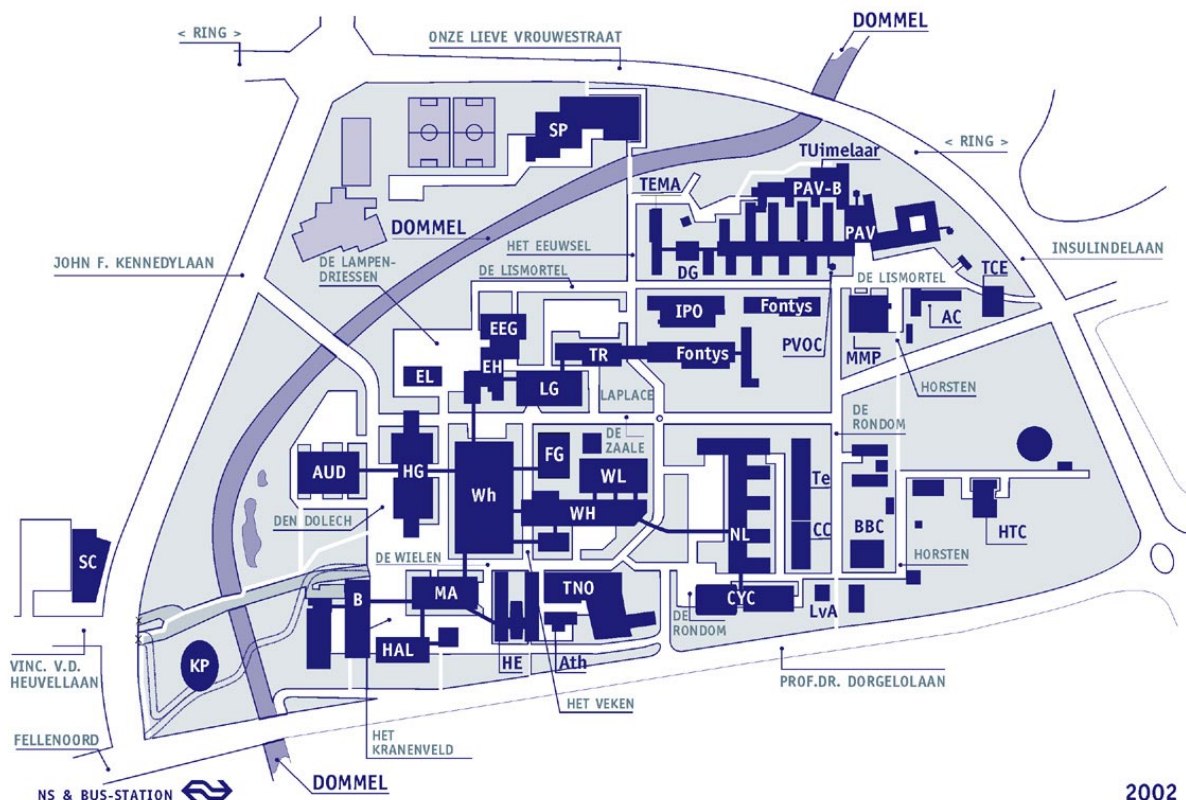 DOMMEL
< RING >
ONZE LIEVE VROUWESTRAAT
SP
< RING >
TUimelaar
TEMA
PAV-B
DOMMEL
PAV
HET EEUWSEL
INSULINDELAAN
JOHN F. KENNEDYLAAN
DE LAMPEN-
DRIESSEN
DE LISMORTEL
DG
DE LISMORTEL
TCE
IPO
Fontys
AC
EEG
PVOC
MMP
TR
Fontys
EH
EL
LG
LAPLACE
HORSTEN
DE
RONDOM
DE
ZAALE
FG
AUD
HG
Wh
WL
Te
WH
DEN DOLECH
NL
CC
BBC
HTC
SC
DE WIELEN
HORSTEN
TNO
MA
B
CYC
LvA
DE
RONDOM
HAL
HE
Ath
KP
VINC. V.D.
HEUVELLAAN
PROF.DR. DORGELOLAAN
HET VEKEN
FELLENOORD
HET
KRANENVELD
DOMMEL
NS & BUS-STATION
2002